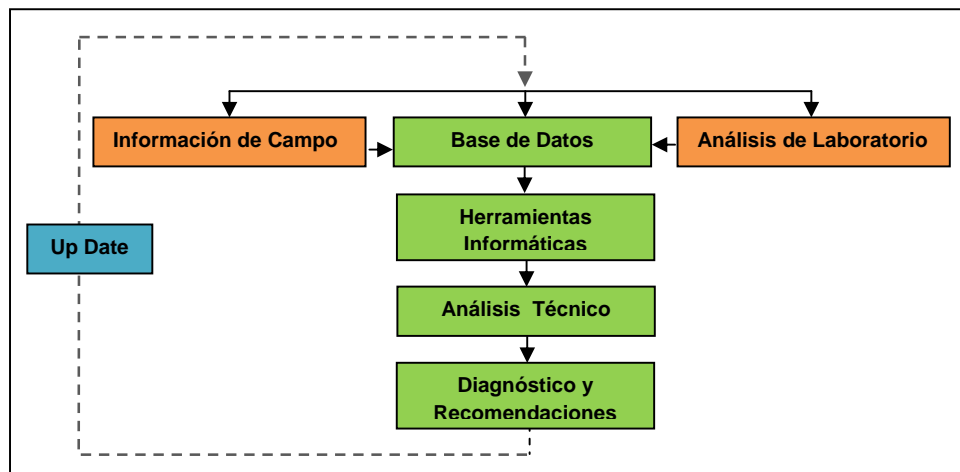 Información de Campo
Base de Datos
Análisis de Laboratorio
Herramientas
Informáticas
Up Date
Análisis Técnico
Diagnóstico y
Recomendaciones